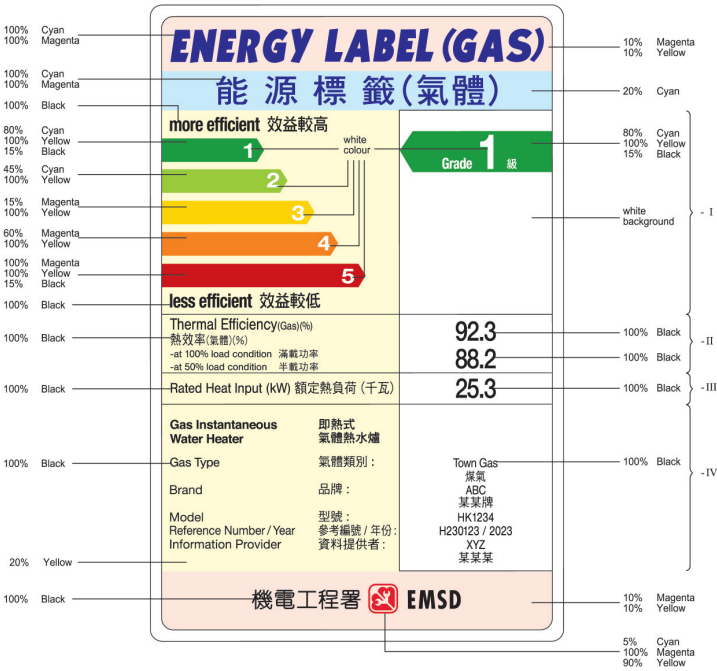 100% Cyan
100% Magenta
ENERGY LABEL (GAS)
10% Magenta
10% Yellow
100% Cyan
100% Magenta
能源標籤(氣體)
20% Cyan
100% Black
more efficient 效益較高
white
colour
80% Cyan
100% Yellow
15% Black
1
Grade 1 級
80% Cyan
100% Yellow
15% Black
45% Cyan
100% Yellow
2
15% Magenta
100% Yellow
3
white
background
- I
60% Magenta
100% Yellow
4
100% Magenta
100% Yellow
15% Black
5
100% Black
less efficient 效益較低
Thermal Efficiency(Gas)(%)
100% Black
熱效率(氣體)(%)
-at 100% load condition 滿載功率
92.3
100% Black
-at 50% load condition 半載功率
88.2
100% Black
-II
100% Black
Rated Heat Input (kW) 額定熱負荷 (千瓦)
25.3
100% Black
-III
Gas Instantaneous 即熱式
Water Heater 氣體熱水爐
100% Black
Gas Type 氣體類別 :
Town Gas
煤氣
100% Black
-IV
Brand 品牌 :
ABC
某某牌
Model 型號 :
HK1234
Reference Number / Year 參考編號 / 年份 :
H230123 / 2023
Information Provider 資料提供者 :
XYZ
某某某
20% Yellow
100% Black
機電工程署 EMSD
10% Magenta
10% Yellow
5% Cyan
100% Magenta
90% Yellow